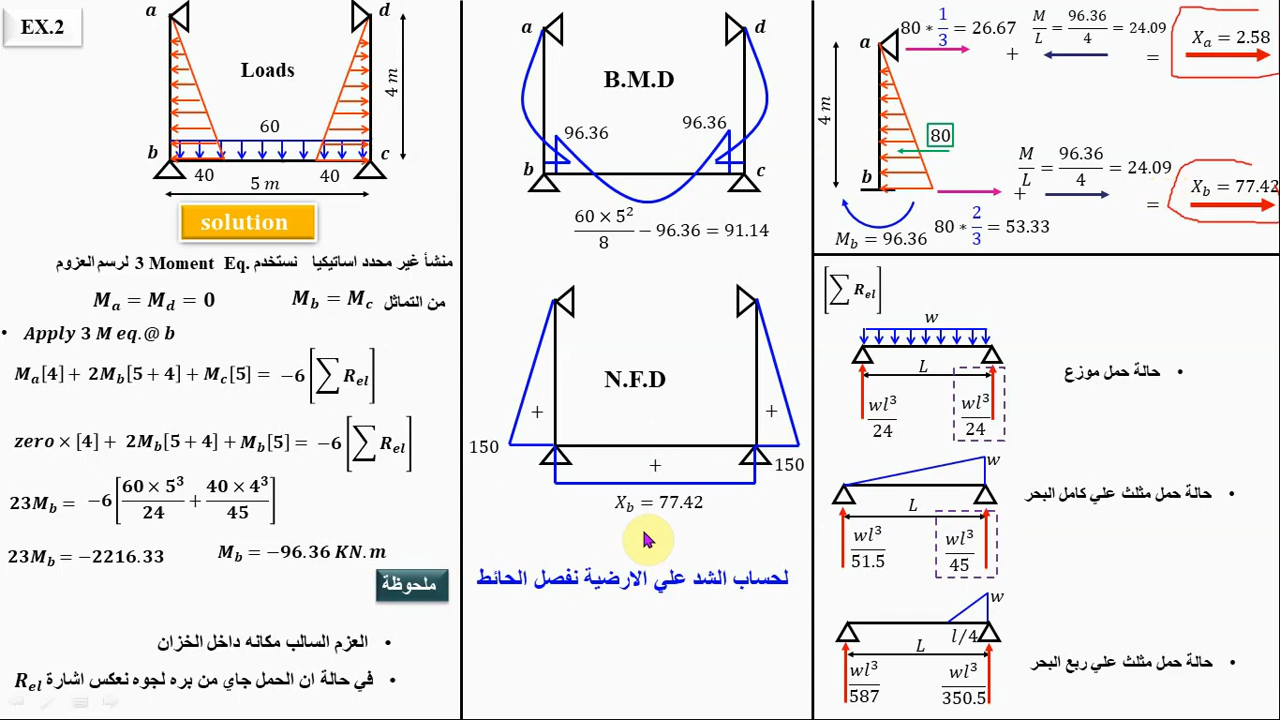 EX.2
a
d
Loads
4 m
60
b
c
40
40
5 m
solution
منشأ غير محدد اساتيكيا نستخدم 3 Moment Eq. لرسم العزوم
من التماثل M_b = M_c
M_a = M_d = 0
• Apply 3 M eq.@ b
M_a[4] + 2M_b[5 + 4] + M_c[5] = −6[∑ R_el]
zero × [4] + 2M_b[5 + 4] + M_b[5] = −6[∑ R_el]
23M_b = −6[60 × 5³/24 + 40 × 4³/45]
23M_b = −2216.33
M_b = −96.36 KN.m
ملحوظة
• العزم السالب مكانه داخل الخزان
• في حالة ان الحمل جاي من بره لجوه نعكس اشارة R_el
a
d
B.M.D
96.36
96.36
b
c
60 × 5²/8 − 96.36 = 91.14
N.F.D
+
+
150
150
+
X_b = 77.42
لحساب الشد علي الارضية نفصل الحائط
80 * 1/3 = 26.67
M/L = 96.36/4 = 24.09
X_a = 2.58
a
+
=
4 m
80
M/L = 96.36/4 = 24.09
b
+
=
X_b = 77.42
M_b = 96.36
80 * 2/3 = 53.33
[∑ R_el]
w
L
• حالة حمل موزع
wl³/24
wl³/24
w
• حالة حمل مثلث علي كامل البحر
L
wl³/51.5
wl³/45
w
l/4
L
• حالة حمل مثلث علي ربع البحر
wl³/587
wl³/350.5